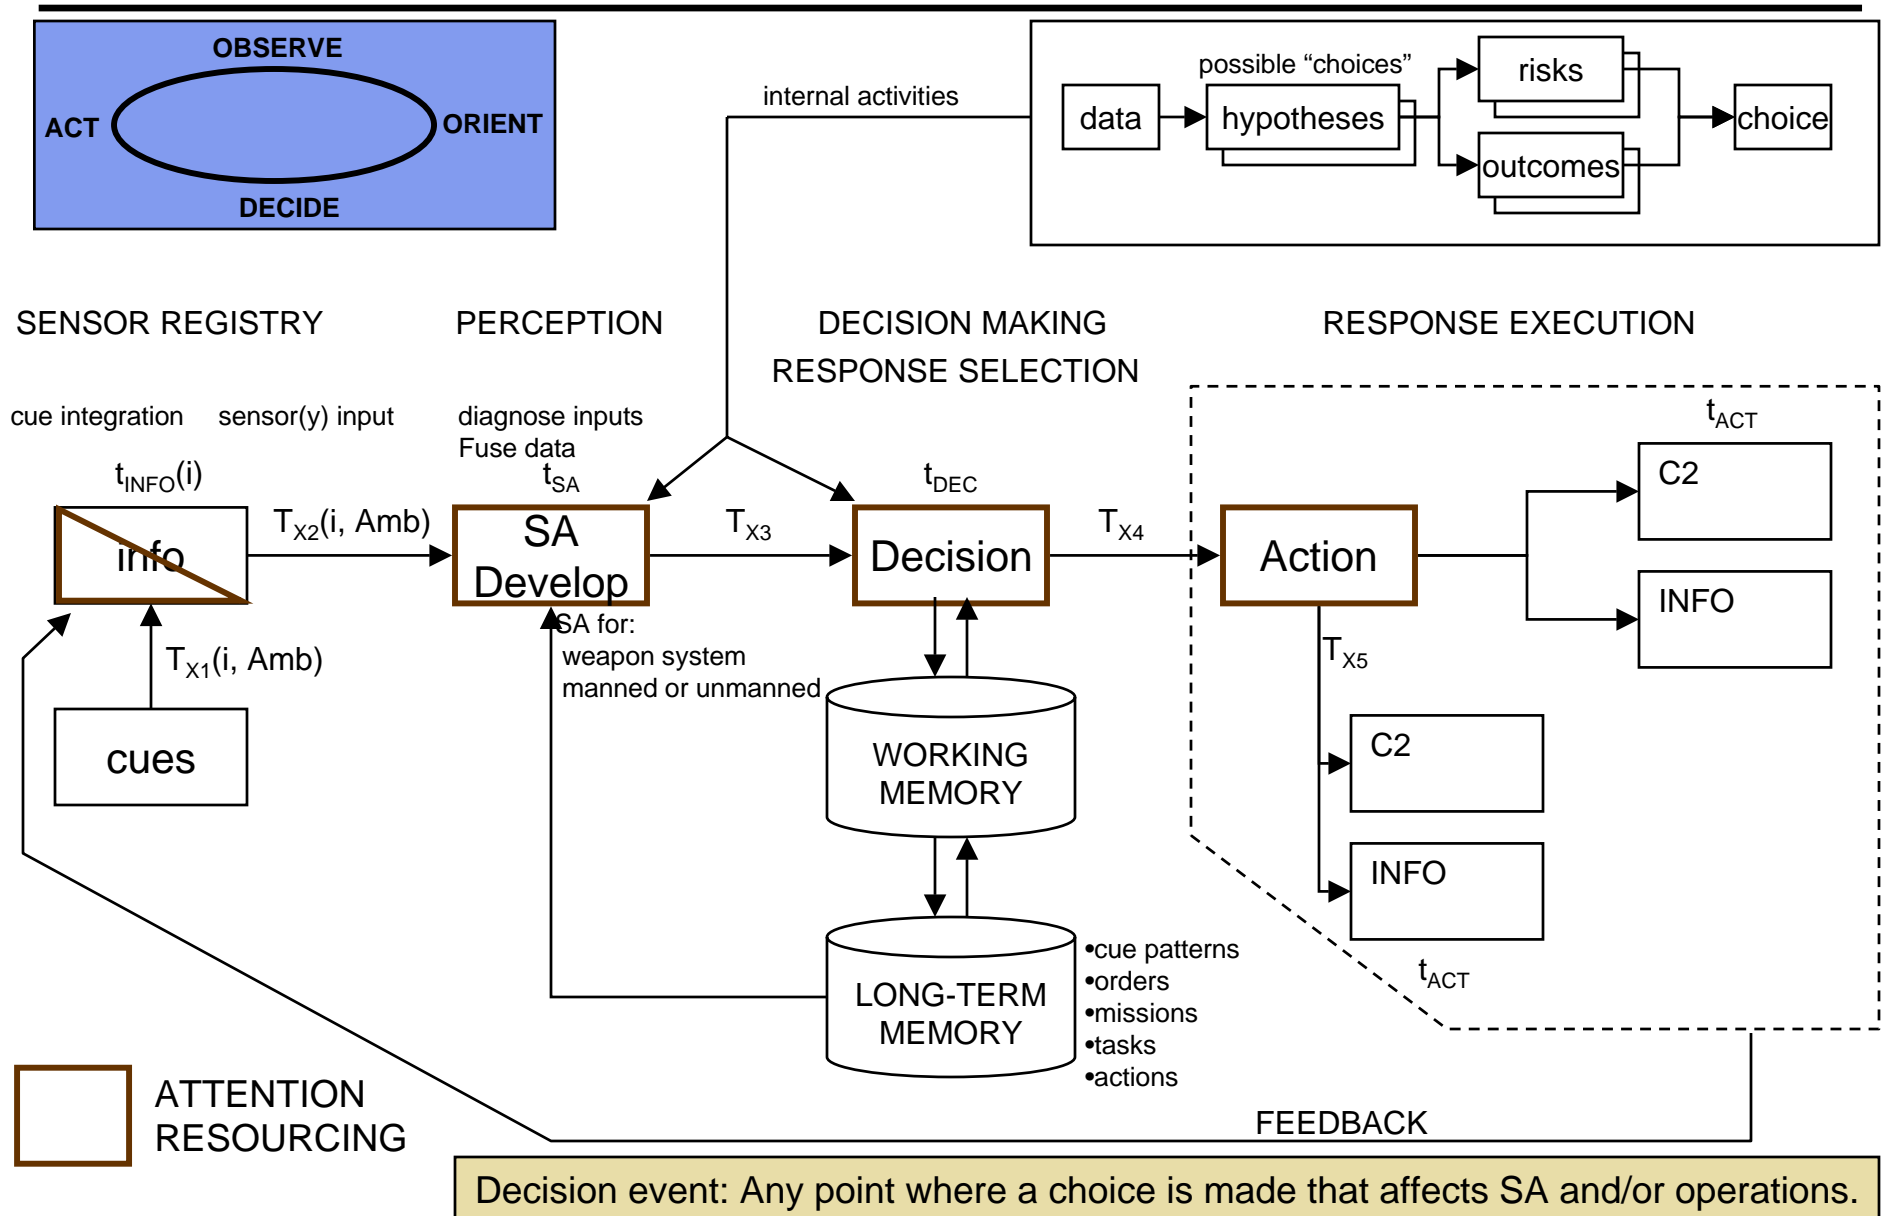 OBSERVE
ACT
ORIENT
DECIDE
internal activities
possible “choices”
data
hypotheses
risks
outcomes
choice
SENSOR REGISTRY
PERCEPTION
DECISION MAKING
RESPONSE SELECTION
RESPONSE EXECUTION
cue integration
sensor(y) input
diagnose inputs
Fuse data
tINFO(i)
tSA
tDEC
tACT
info
TX2(i, Amb)
SA
Develop
TX3
Decision
TX4
Action
C2
INFO
TX1(i, Amb)
cues
SA for:
weapon system
manned or unmanned
TX5
C2
INFO
tACT
WORKING
MEMORY
LONG-TERM
MEMORY
•cue patterns
•orders
•missions
•tasks
•actions
ATTENTION
RESOURCING
FEEDBACK
Decision event: Any point where a choice is made that affects SA and/or operations.